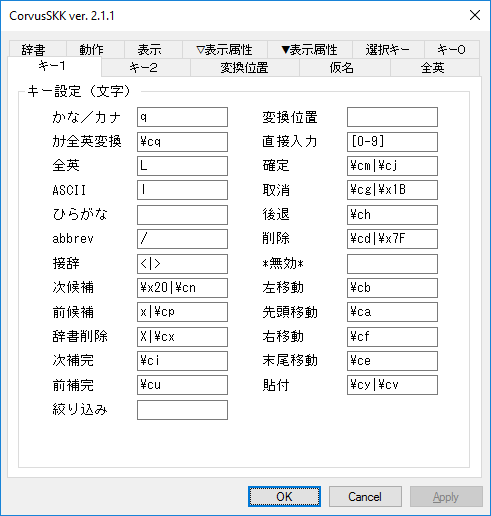 CorvusSKK ver. 2.1.1
辞書 動作 表示 ▽表示属性 ▼表示属性 選択キー キー0
キー1 キー2 変換位置 仮名 全英
キー設定（文字）
かな／カナ q 変換位置
ｶﾅ全英変換 ¥cq 直接入力 [0-9]
全英 L 確定 ¥cm|¥cj
ASCII l 取消 ¥cg|¥x1B
ひらがな 後退 ¥ch
abbrev / 削除 ¥cd|¥x7F
接辞 <|> *無効*
次候補 ¥x20|¥cn 左移動 ¥cb
前候補 x|¥cp 先頭移動 ¥ca
辞書削除 X|¥cx 右移動 ¥cf
次補完 ¥ci 末尾移動 ¥ce
前補完 ¥cu 貼付 ¥cy|¥cv
絞り込み
OK Cancel Apply